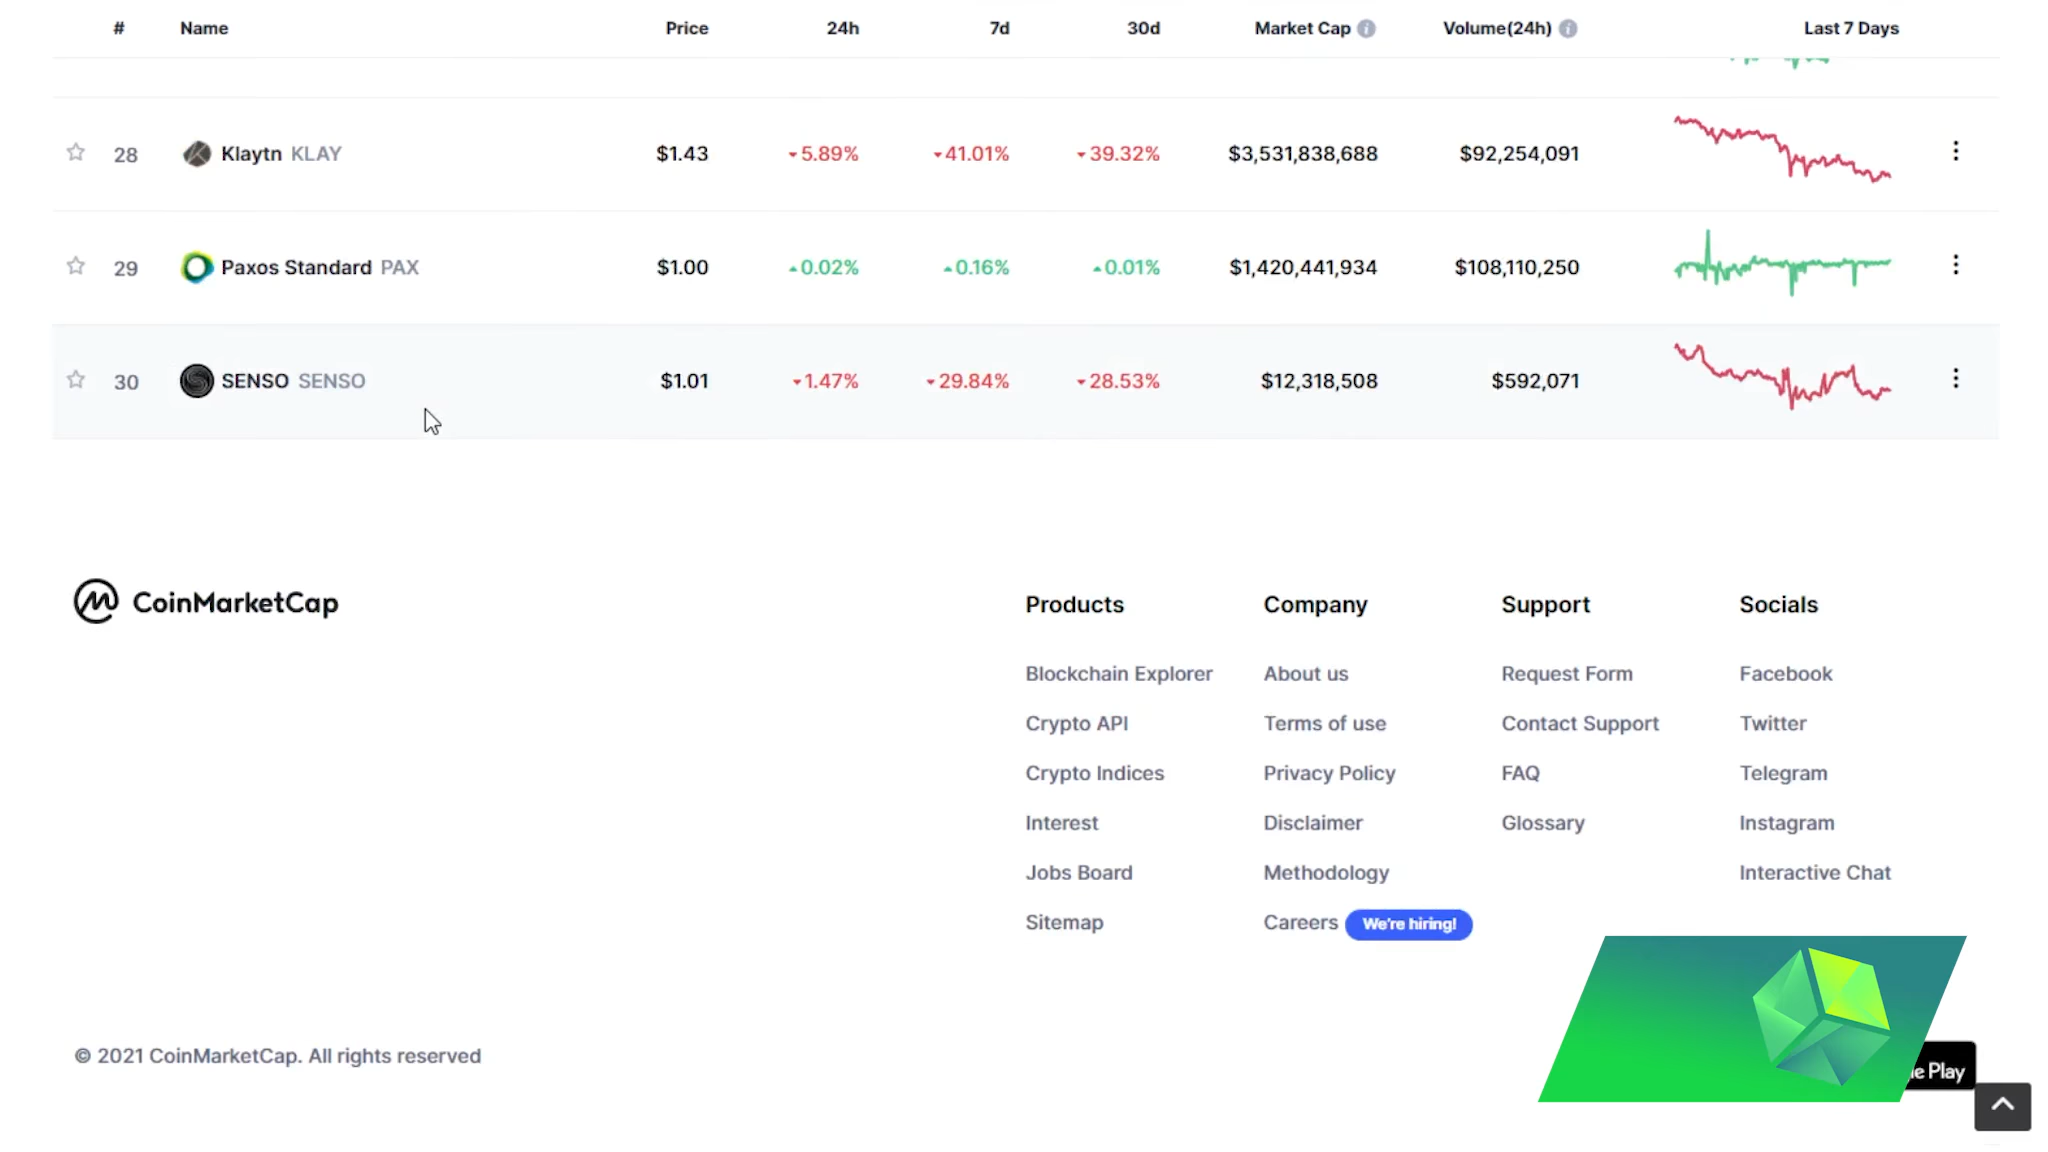 # Name Price 24h 7d 30d Market Cap Volume(24h) Last 7 Days
28 Klaytn KLAY $1.43 5.89% 41.01% 39.32% $3,531,838,688 $92,254,091
29 Paxos Standard PAX $1.00 0.02% 0.16% 0.01% $1,420,441,934 $108,110,250
30 SENSO SENSO $1.01 1.47% 29.84% 28.53% $12,318,508 $592,071
CoinMarketCap
Products
Blockchain Explorer
Crypto API
Crypto Indices
Interest
Jobs Board
Sitemap
Company
About us
Terms of use
Privacy Policy
Disclaimer
Methodology
Careers We're hiring!
Support
Request Form
Contact Support
FAQ
Glossary
Socials
Facebook
Twitter
Telegram
Instagram
Interactive Chat
© 2021 CoinMarketCap. All rights reserved
Play